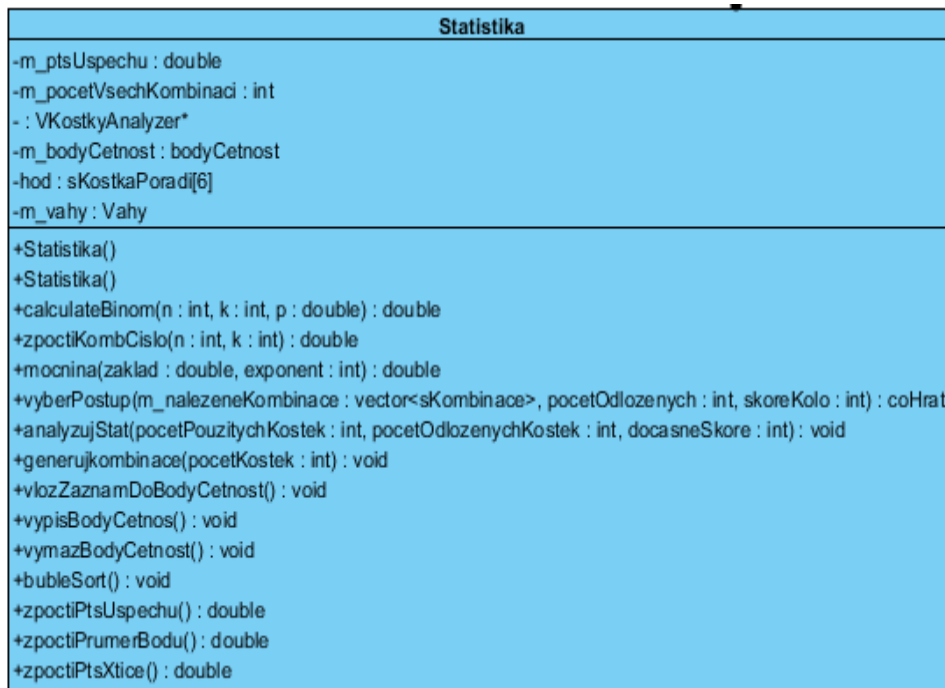 Statistika
-m_ptsUspechu : double
-m_pocetVsechKombinaci : int
- : VKostkyAnalyzer*
-m_bodyCetnost : bodyCetnost
-hod : sKostkaPoradi[6]
-m_vahy : Vahy
+Statistika()
+Statistika()
+calculateBinom(n : int, k : int, p : double) : double
+zpoctiKombCislo(n : int, k : int) : double
+mocnina(zaklad : double, exponent : int) : double
+vyberPostup(m_nalezeneKombinace : vector<sKombinace>, pocetOdlozenych : int, skoreKolo : int) : coHrat
+analyzujStat(pocetPouzitychKostek : int, pocetOdlozenychKostek : int, docasneSkore : int) : void
+generujkombinace(pocetKostek : int) : void
+vlozZaznamDoBodyCetnost() : void
+vypisBodyCetnos() : void
+vymazBodyCetnost() : void
+bubleSort() : void
+zpoctiPtsUspechu() : double
+zpoctiPrumerBodu() : double
+zpoctiPtsXtice() : double